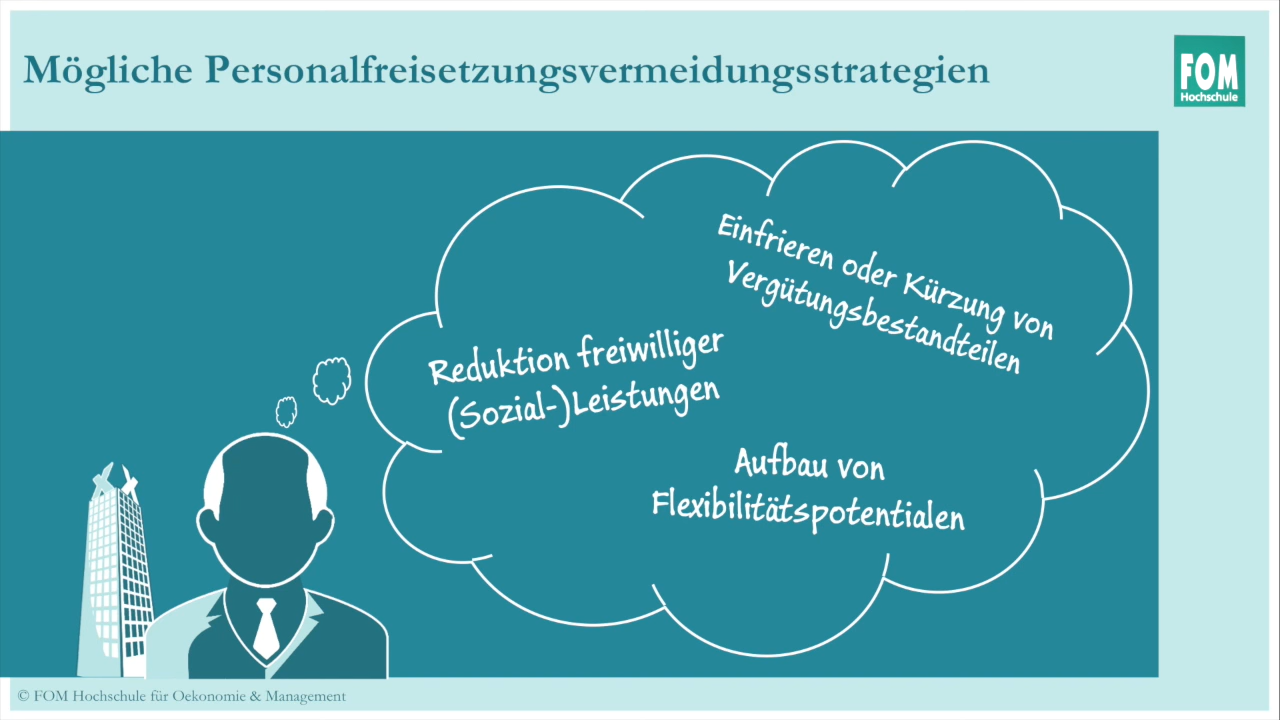 Mögliche Personalfreisetzungsvermeidungsstrategien
FOM
Hochschule
Einfrieren oder Kürzung von
Vergütungsbestandteilen
Reduktion freiwilliger
(Sozial-)Leistungen
Aufbau von
Flexibilitätspotentialen
© FOM Hochschule für Oekonomie & Management